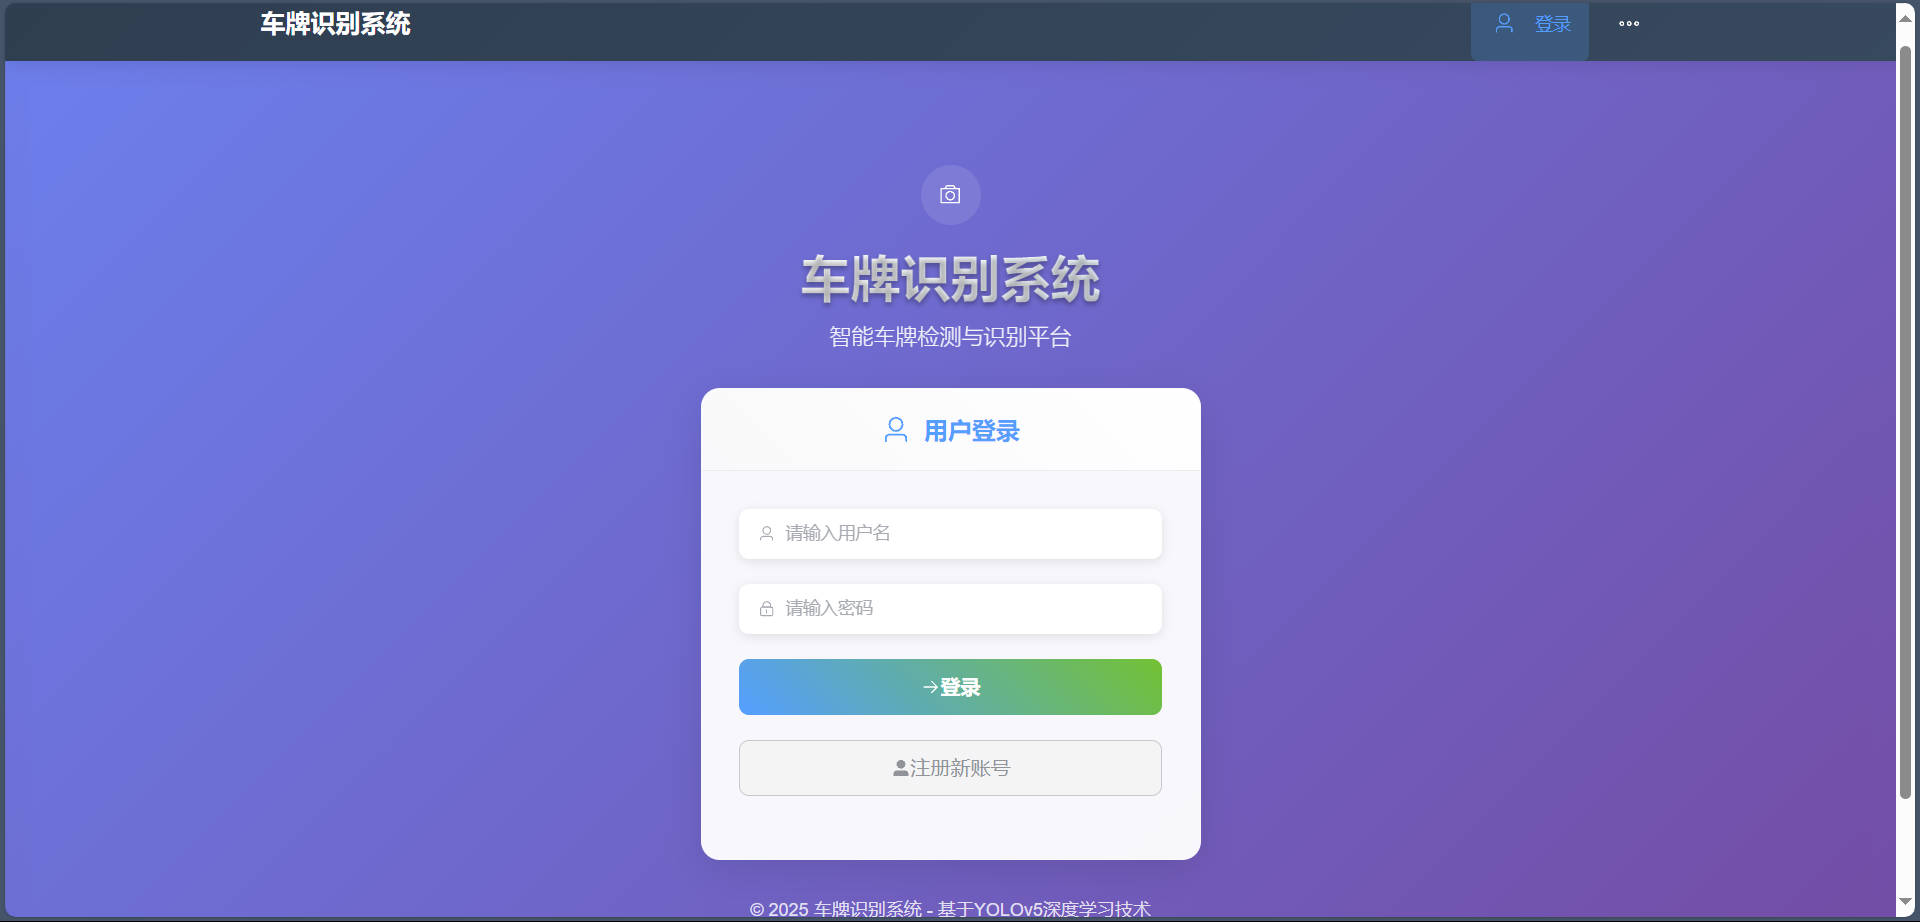 车牌识别系统
登录
车牌识别系统
智能车牌检测与识别平台
用户登录
请输入用户名
请输入密码
→登录
注册新账号
© 2025 车牌识别系统 - 基于YOLOv5深度学习技术